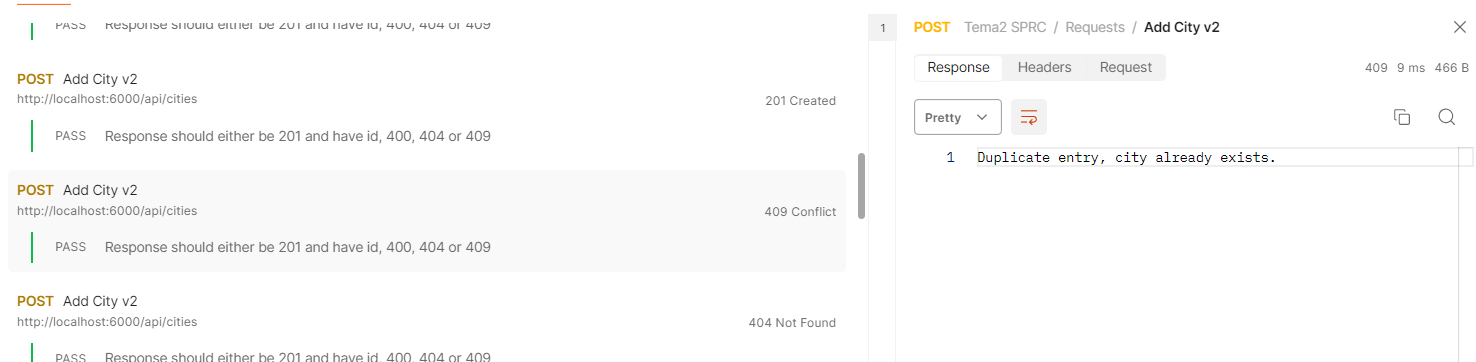 PASS Response should either be 201 and have id, 400, 404 or 409
POST Add City v2
http://localhost:6000/api/cities
201 Created
PASS Response should either be 201 and have id, 400, 404 or 409
POST Add City v2
http://localhost:6000/api/cities
409 Conflict
PASS Response should either be 201 and have id, 400, 404 or 409
POST Add City v2
http://localhost:6000/api/cities
404 Not Found
PASS Response should either be 201 and have id, 400, 404 or 409
1
POST Tema2 SPRC / Requests / Add City v2
Response Headers Request
409 9 ms 466 B
Pretty
1 Duplicate entry, city already exists.